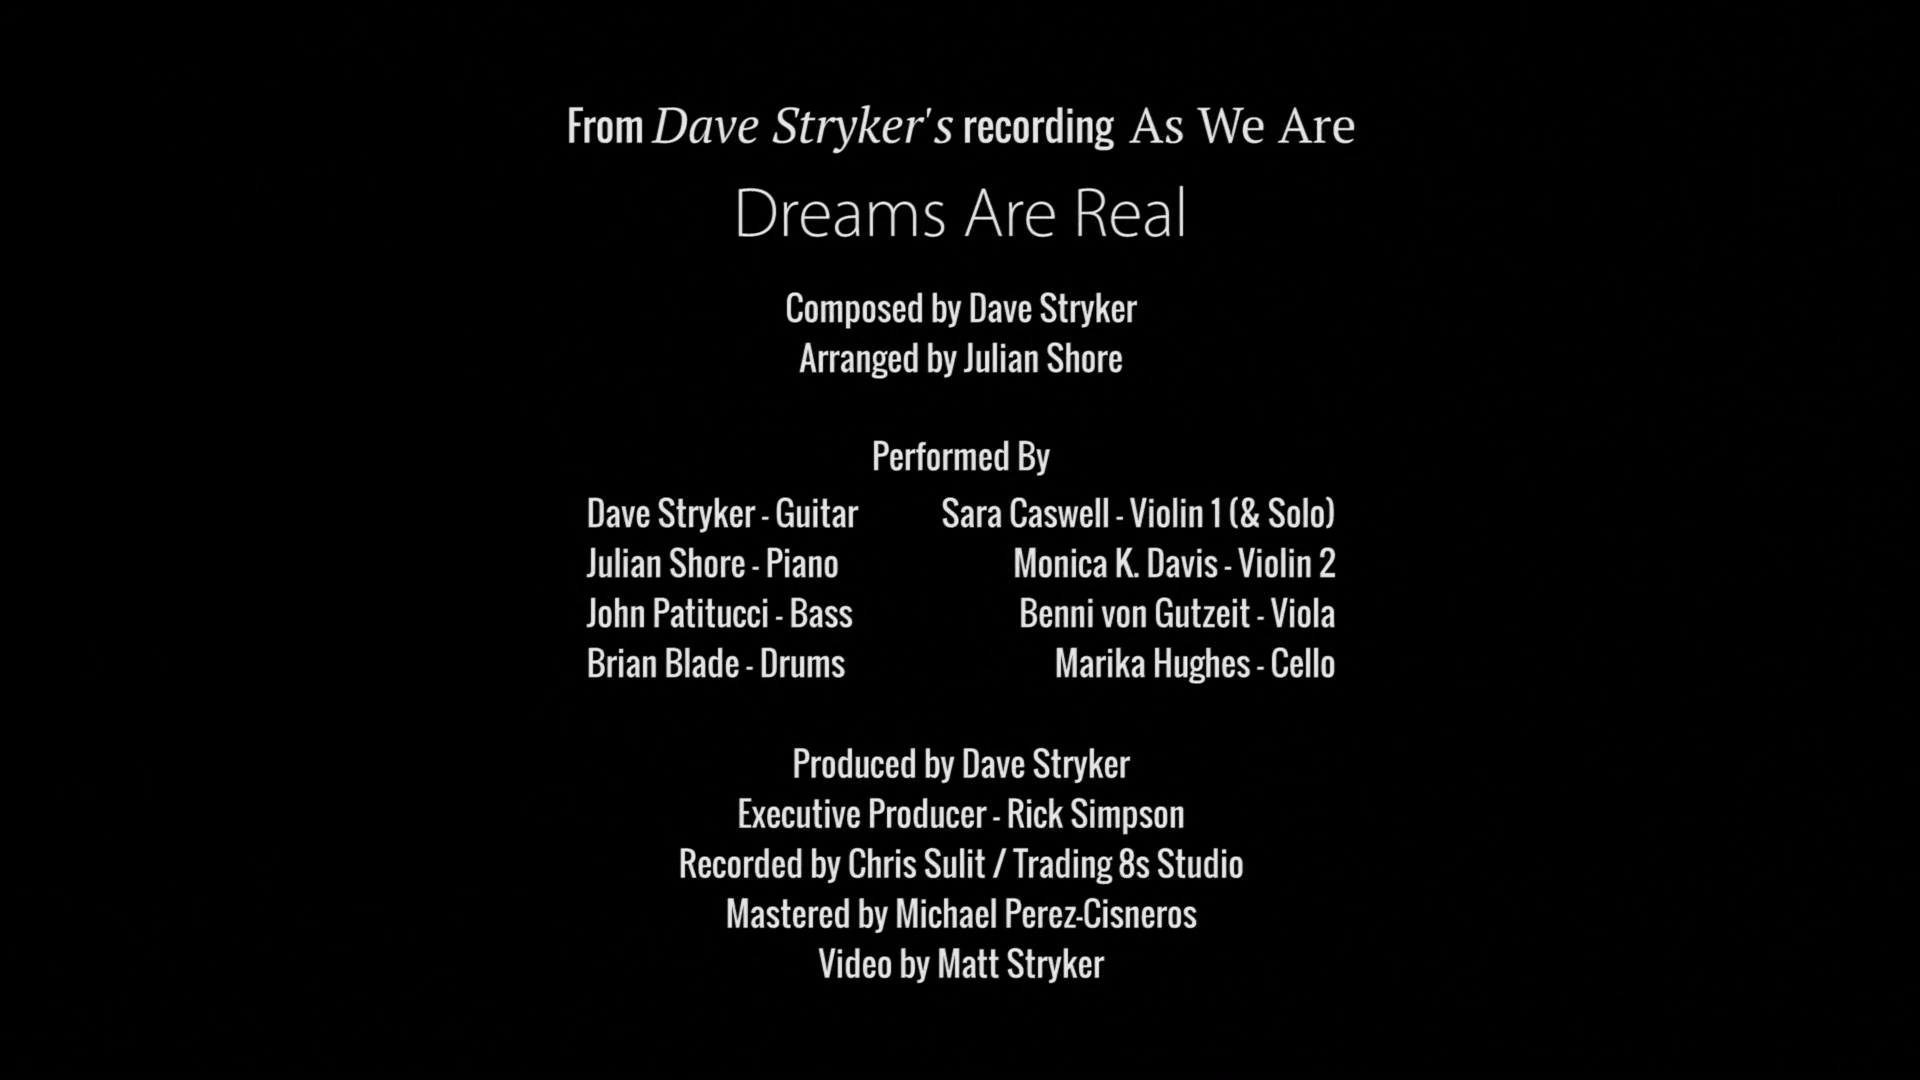 From Dave Stryker's recording As We Are
Dreams Are Real
Composed by Dave Stryker
Arranged by Julian Shore
Performed By
Dave Stryker - Guitar
Julian Shore - Piano
John Patitucci - Bass
Brian Blade - Drums
Sara Caswell - Violin 1 (& Solo)
Monica K. Davis - Violin 2
Benni von Gutzeit - Viola
Marika Hughes - Cello
Produced by Dave Stryker
Executive Producer - Rick Simpson
Recorded by Chris Sulit / Trading 8s Studio
Mastered by Michael Perez-Cisneros
Video by Matt Stryker